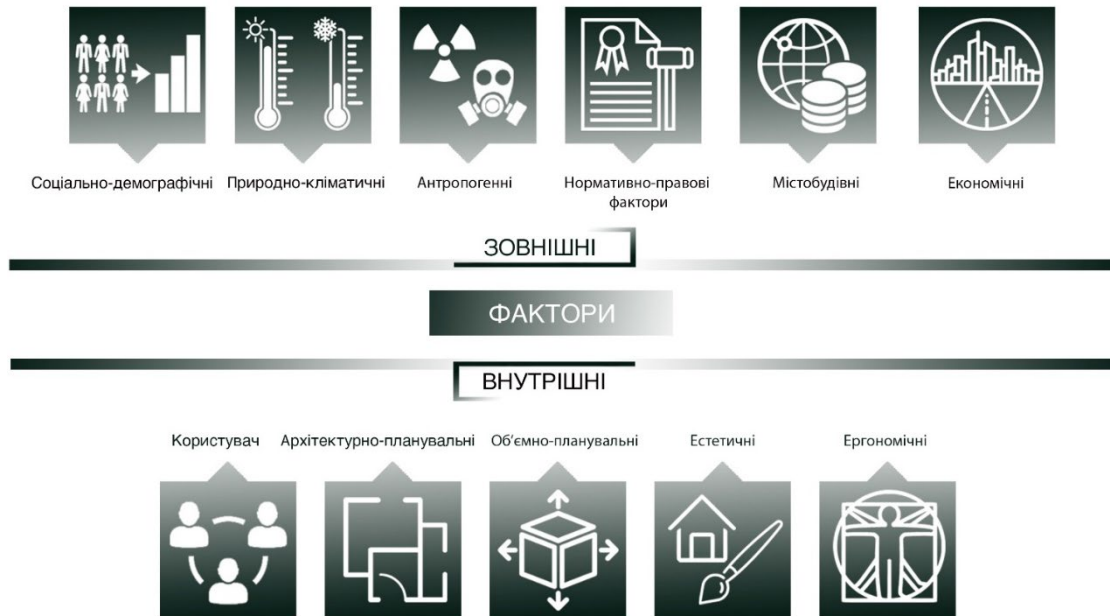 Соціально-демографічні
Природно-кліматичні
Антропогенні
Нормативно-правові
фактори
Містобудівні
Економічні
ЗОВНІШНІ
ФАКТОРИ
ВНУТРІШНІ
Користувач
Архітектурно-планувальні
Об'ємно-планувальні
Естетичні
Ергономічні